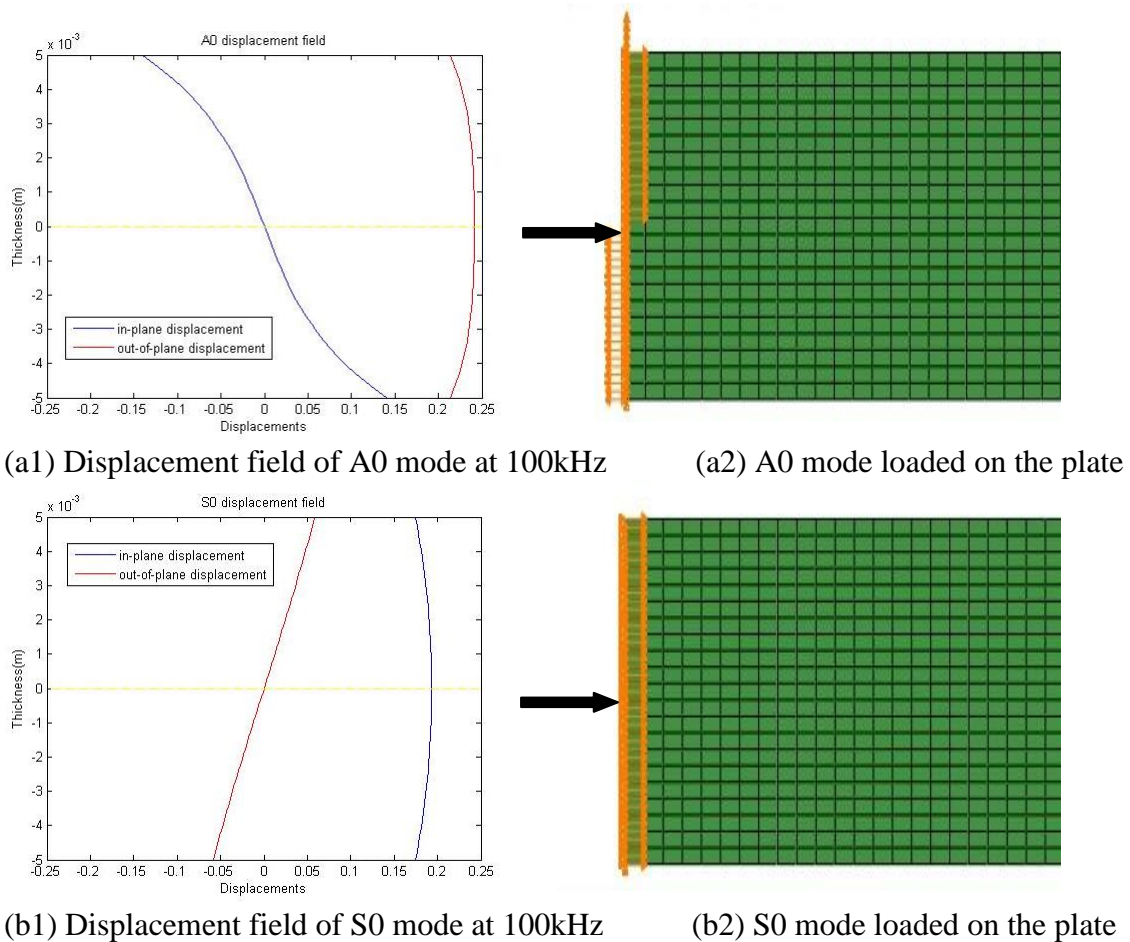 A0 displacement field
x 10⁻³
5
4
3
2
1
0
-1
-2
-3
-4
-5
Thickness(m)
in-plane displacement
out-of-plane displacement
-0.25 -0.2 -0.15 -0.1 -0.05 0 0.05 0.1 0.15 0.2 0.25
Displacements
(a1) Displacement field of A0 mode at 100kHz (a2) A0 mode loaded on the plate
S0 displacement field
x 10⁻³
5
4
3
2
1
0
-1
-2
-3
-4
-5
Thickness(m)
in-plane displacement
out-of-plane displacement
-0.25 -0.2 -0.15 -0.1 -0.05 0 0.05 0.1 0.15 0.2 0.25
Displacements
(b1) Displacement field of S0 mode at 100kHz (b2) S0 mode loaded on the plate